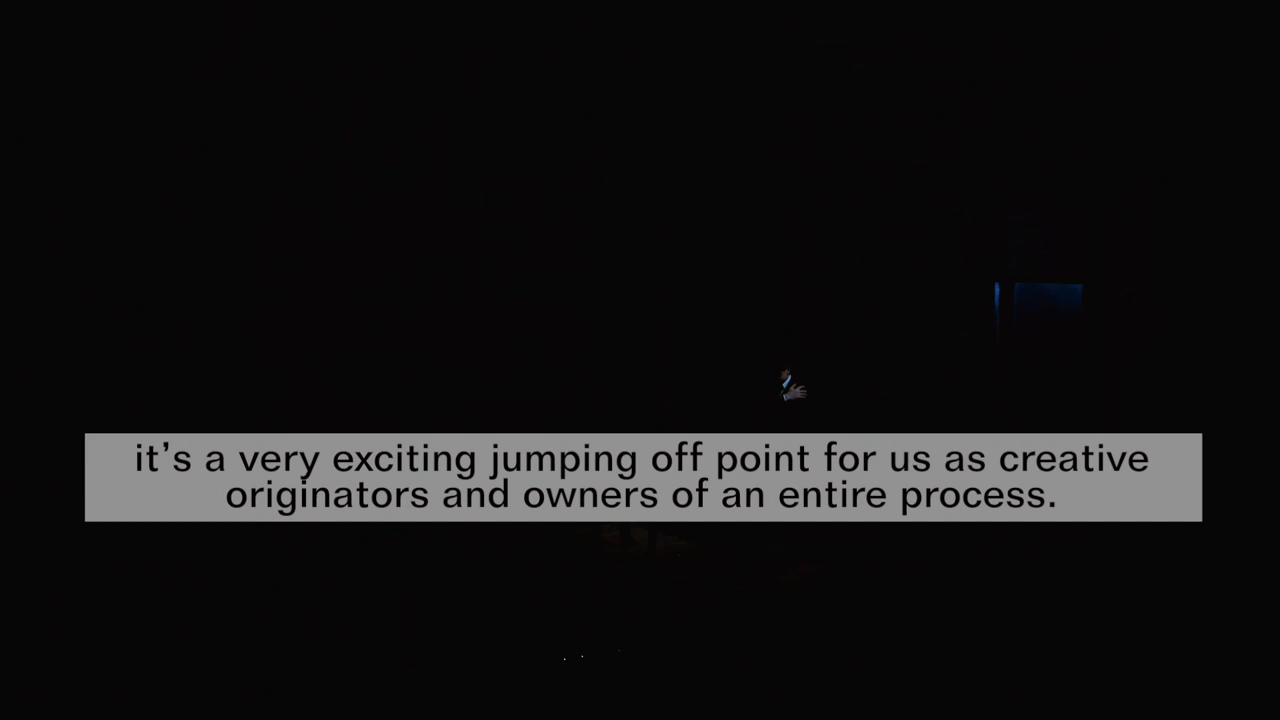 it’s a very exciting jumping off point for us as creative
originators and owners of an entire process.